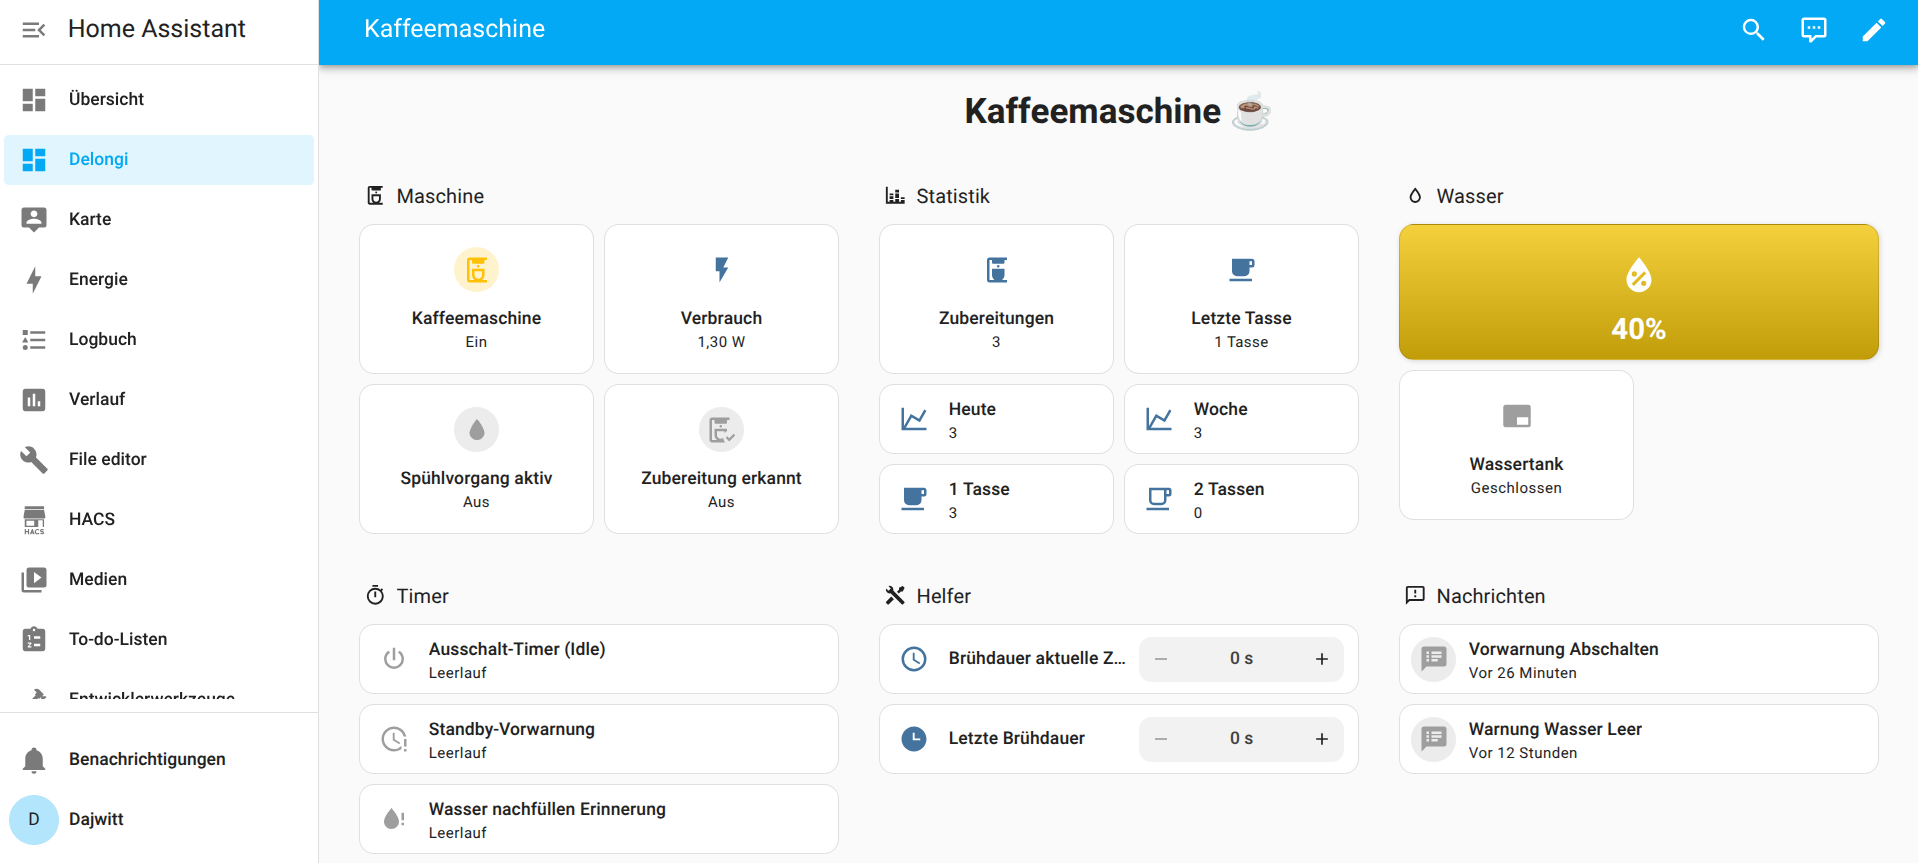 Home Assistant
Kaffeemaschine
Übersicht
Delongi
Karte
Energie
Logbuch
Verlauf
File editor
HACS
HACS
Medien
To-do-Listen
Entwicklerwerkzeuge
Benachrichtigungen
D
Dajwitt
Kaffeemaschine ☕
Maschine
Kaffeemaschine
Ein
Verbrauch
1,30 W
Spühlvorgang aktiv
Aus
Zubereitung erkannt
Aus
Statistik
Zubereitungen
3
Letzte Tasse
1 Tasse
Heute
3
Woche
3
1 Tasse
3
2 Tassen
0
Wasser
40%
Wassertank
Geschlossen
Timer
Ausschalt-Timer (Idle)
Leerlauf
Standby-Vorwarnung
Leerlauf
Wasser nachfüllen Erinnerung
Leerlauf
Helfer
Brühdauer aktuelle Z...
0 s
Letzte Brühdauer
0 s
Nachrichten
Vorwarnung Abschalten
Vor 26 Minuten
Warnung Wasser Leer
Vor 12 Stunden